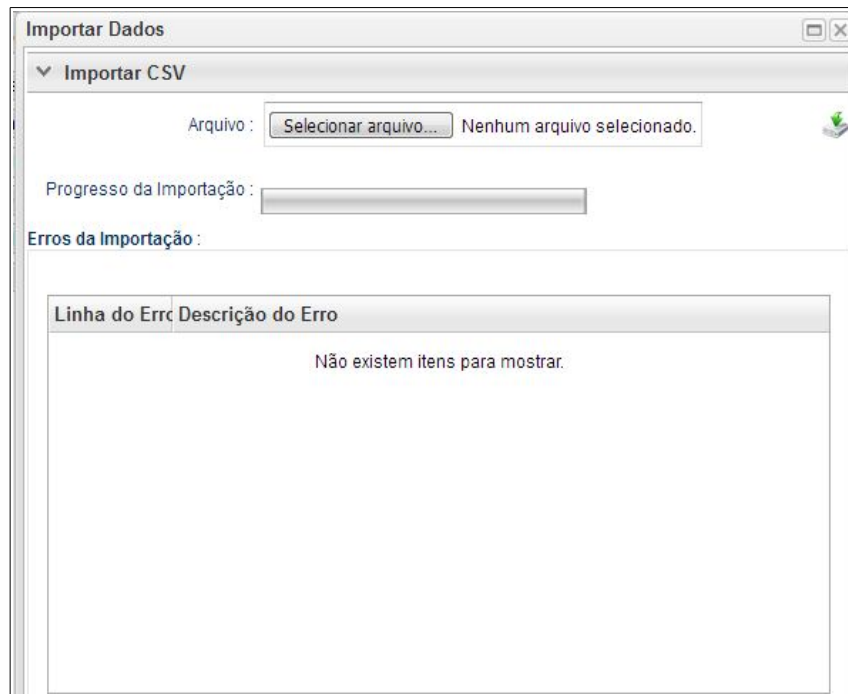 Importar Dados
Importar CSV
Arquivo : Selecionar arquivo... Nenhum arquivo selecionado.
Progresso da Importação :
Erros da Importação :
Linha do Erro Descrição do Erro
Não existem itens para mostrar.